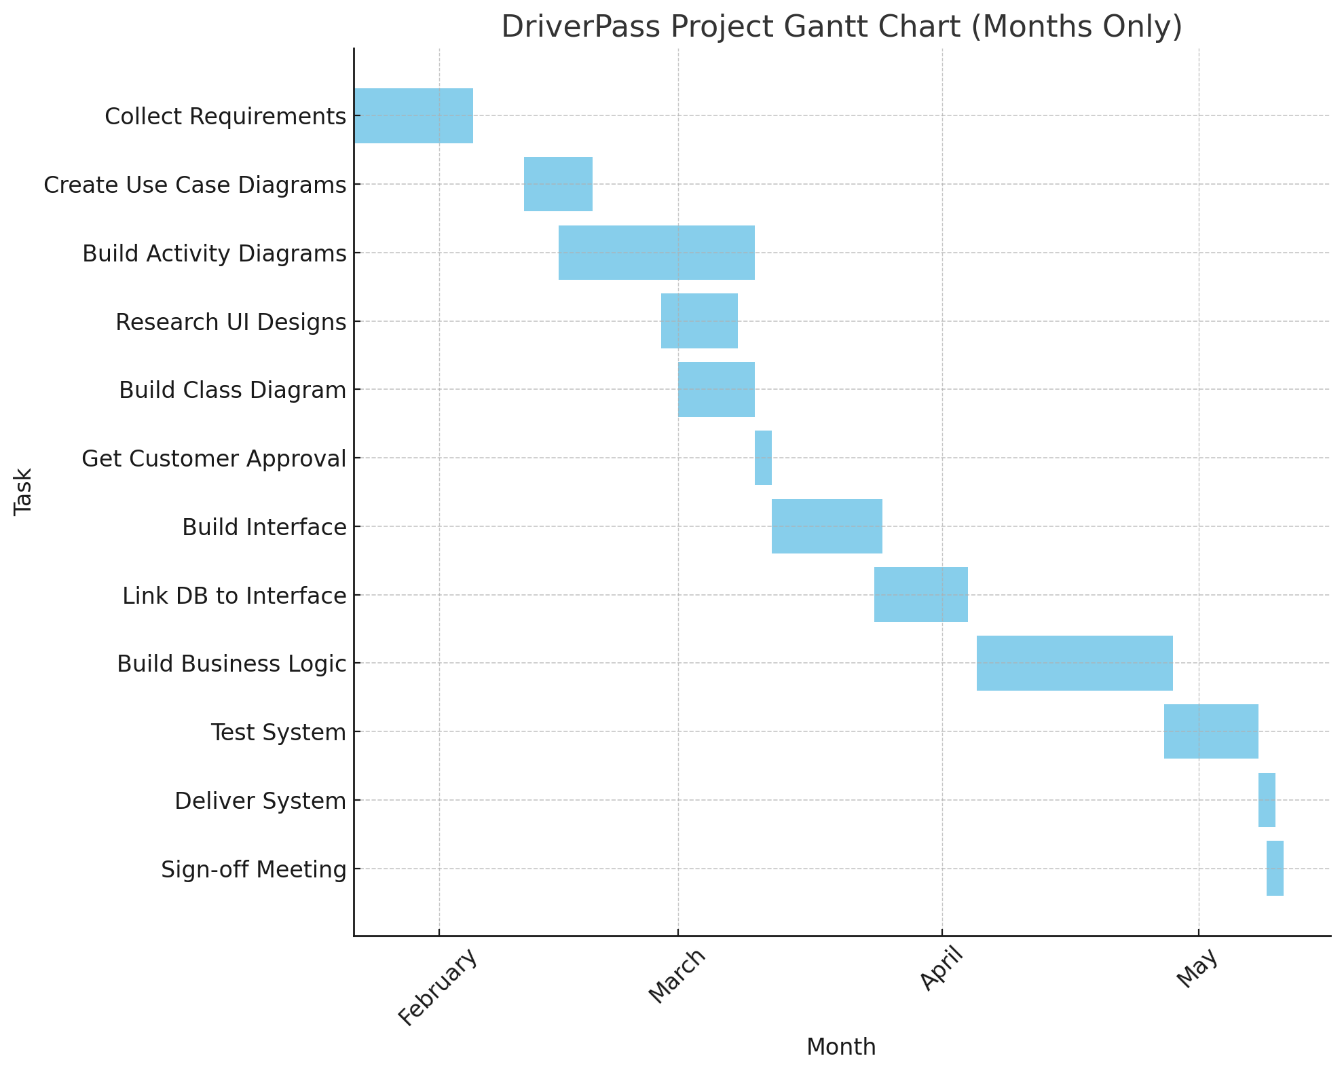 DriverPass Project Gantt Chart (Months Only)
Collect Requirements
Create Use Case Diagrams
Build Activity Diagrams
Research UI Designs
Build Class Diagram
Get Customer Approval
Build Interface
Link DB to Interface
Build Business Logic
Test System
Deliver System
Sign-off Meeting
Task
February
March
April
May
Month